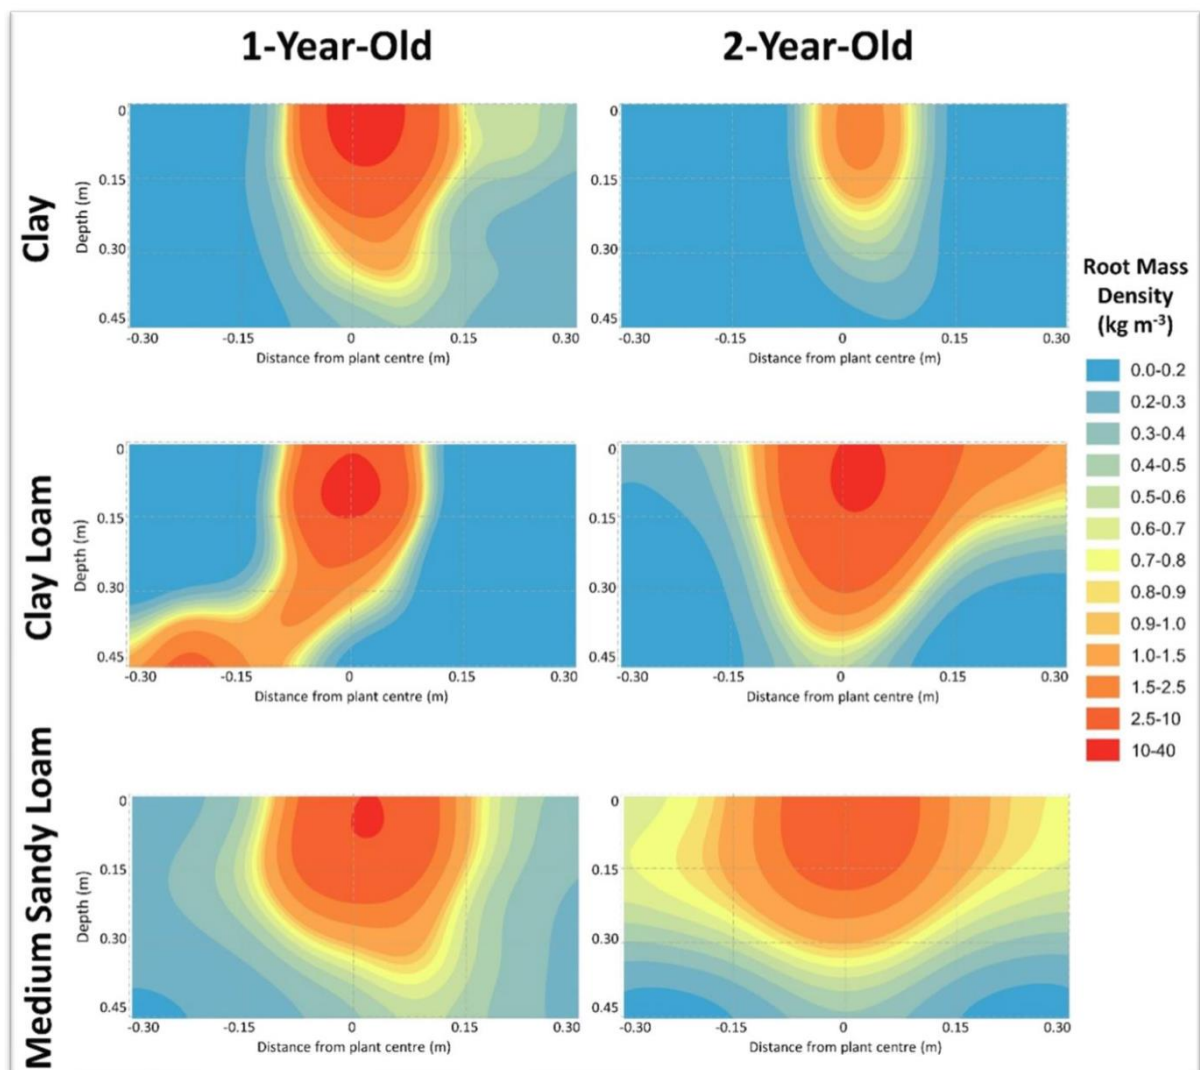 1-Year-Old
2-Year-Old
Clay
0
0.15
0.30
0.45
Depth (m)
-0.30 -0.15 0 0.15 0.30
Distance from plant centre (m)
0
0.15
0.30
0.45
-0.30 -0.15 0 0.15 0.30
Distance from plant centre (m)
Clay Loam
0
0.15
0.30
0.45
Depth (m)
-0.30 -0.15 0 0.15 0.30
Distance from plant centre (m)
0
0.15
0.30
0.45
-0.30 -0.15 0 0.15 0.30
Distance from plant centre (m)
Medium Sandy Loam
0
0.15
0.30
0.45
Depth (m)
-0.30 -0.15 0 0.15 0.30
Distance from plant centre (m)
0
0.15
0.30
0.45
-0.30 -0.15 0 0.15 0.30
Distance from plant centre (m)
Root Mass
Density
(kg m⁻³)
0.0-0.2
0.2-0.3
0.3-0.4
0.4-0.5
0.5-0.6
0.6-0.7
0.7-0.8
0.8-0.9
0.9-1.0
1.0-1.5
1.5-2.5
2.5-10
10-40